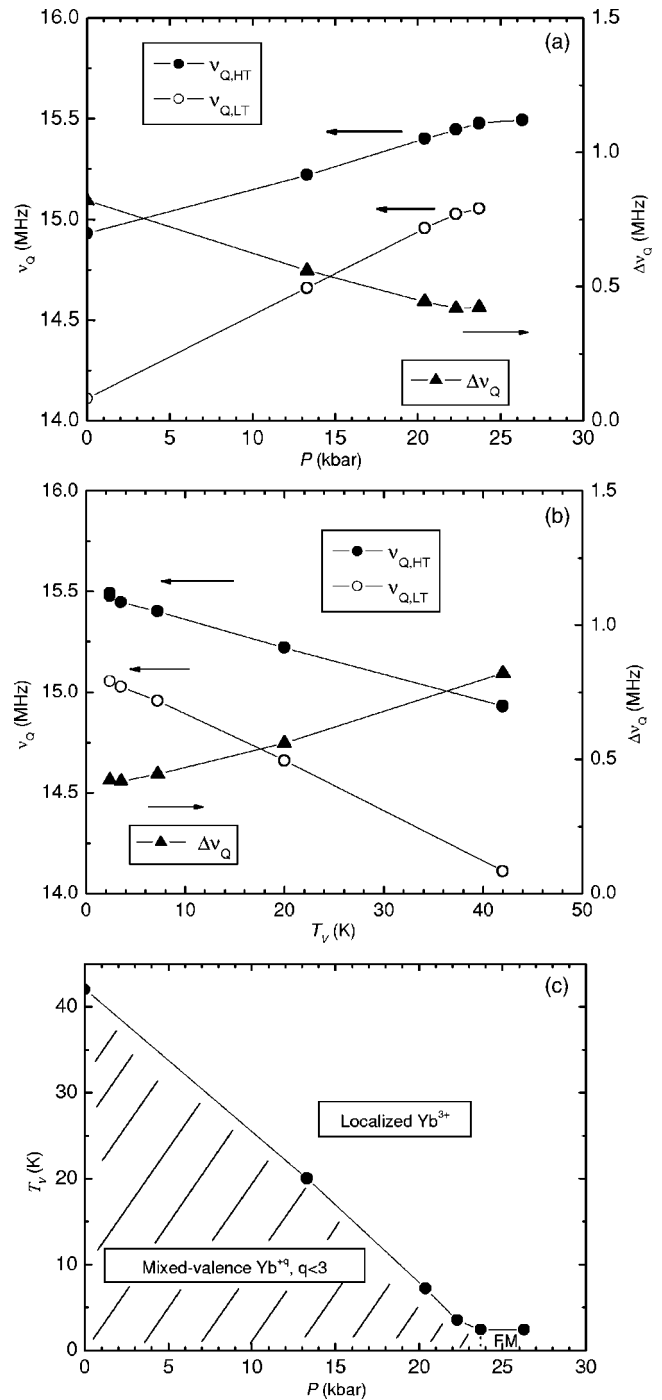 16.0
1.5
(a)
ν_Q,HT
ν_Q,LT
15.5
1.0
15.0
ν_Q (MHz)
Δν_Q (MHz)
0.5
14.5
Δν_Q
14.0
0.0
0 5 10 15 20 25 30
P (kbar)
16.0
1.5
(b)
ν_Q,HT
ν_Q,LT
15.5
1.0
15.0
ν_Q (MHz)
Δν_Q (MHz)
0.5
14.5
Δν_Q
14.0
0.0
0 10 20 30 40 50
T_V (K)
(c)
40
30
Localized Yb³⁺
T_V (K)
20
10
Mixed-valence Yb⁺q, q<3
FM
0
0 5 10 15 20 25 30
P (kbar)